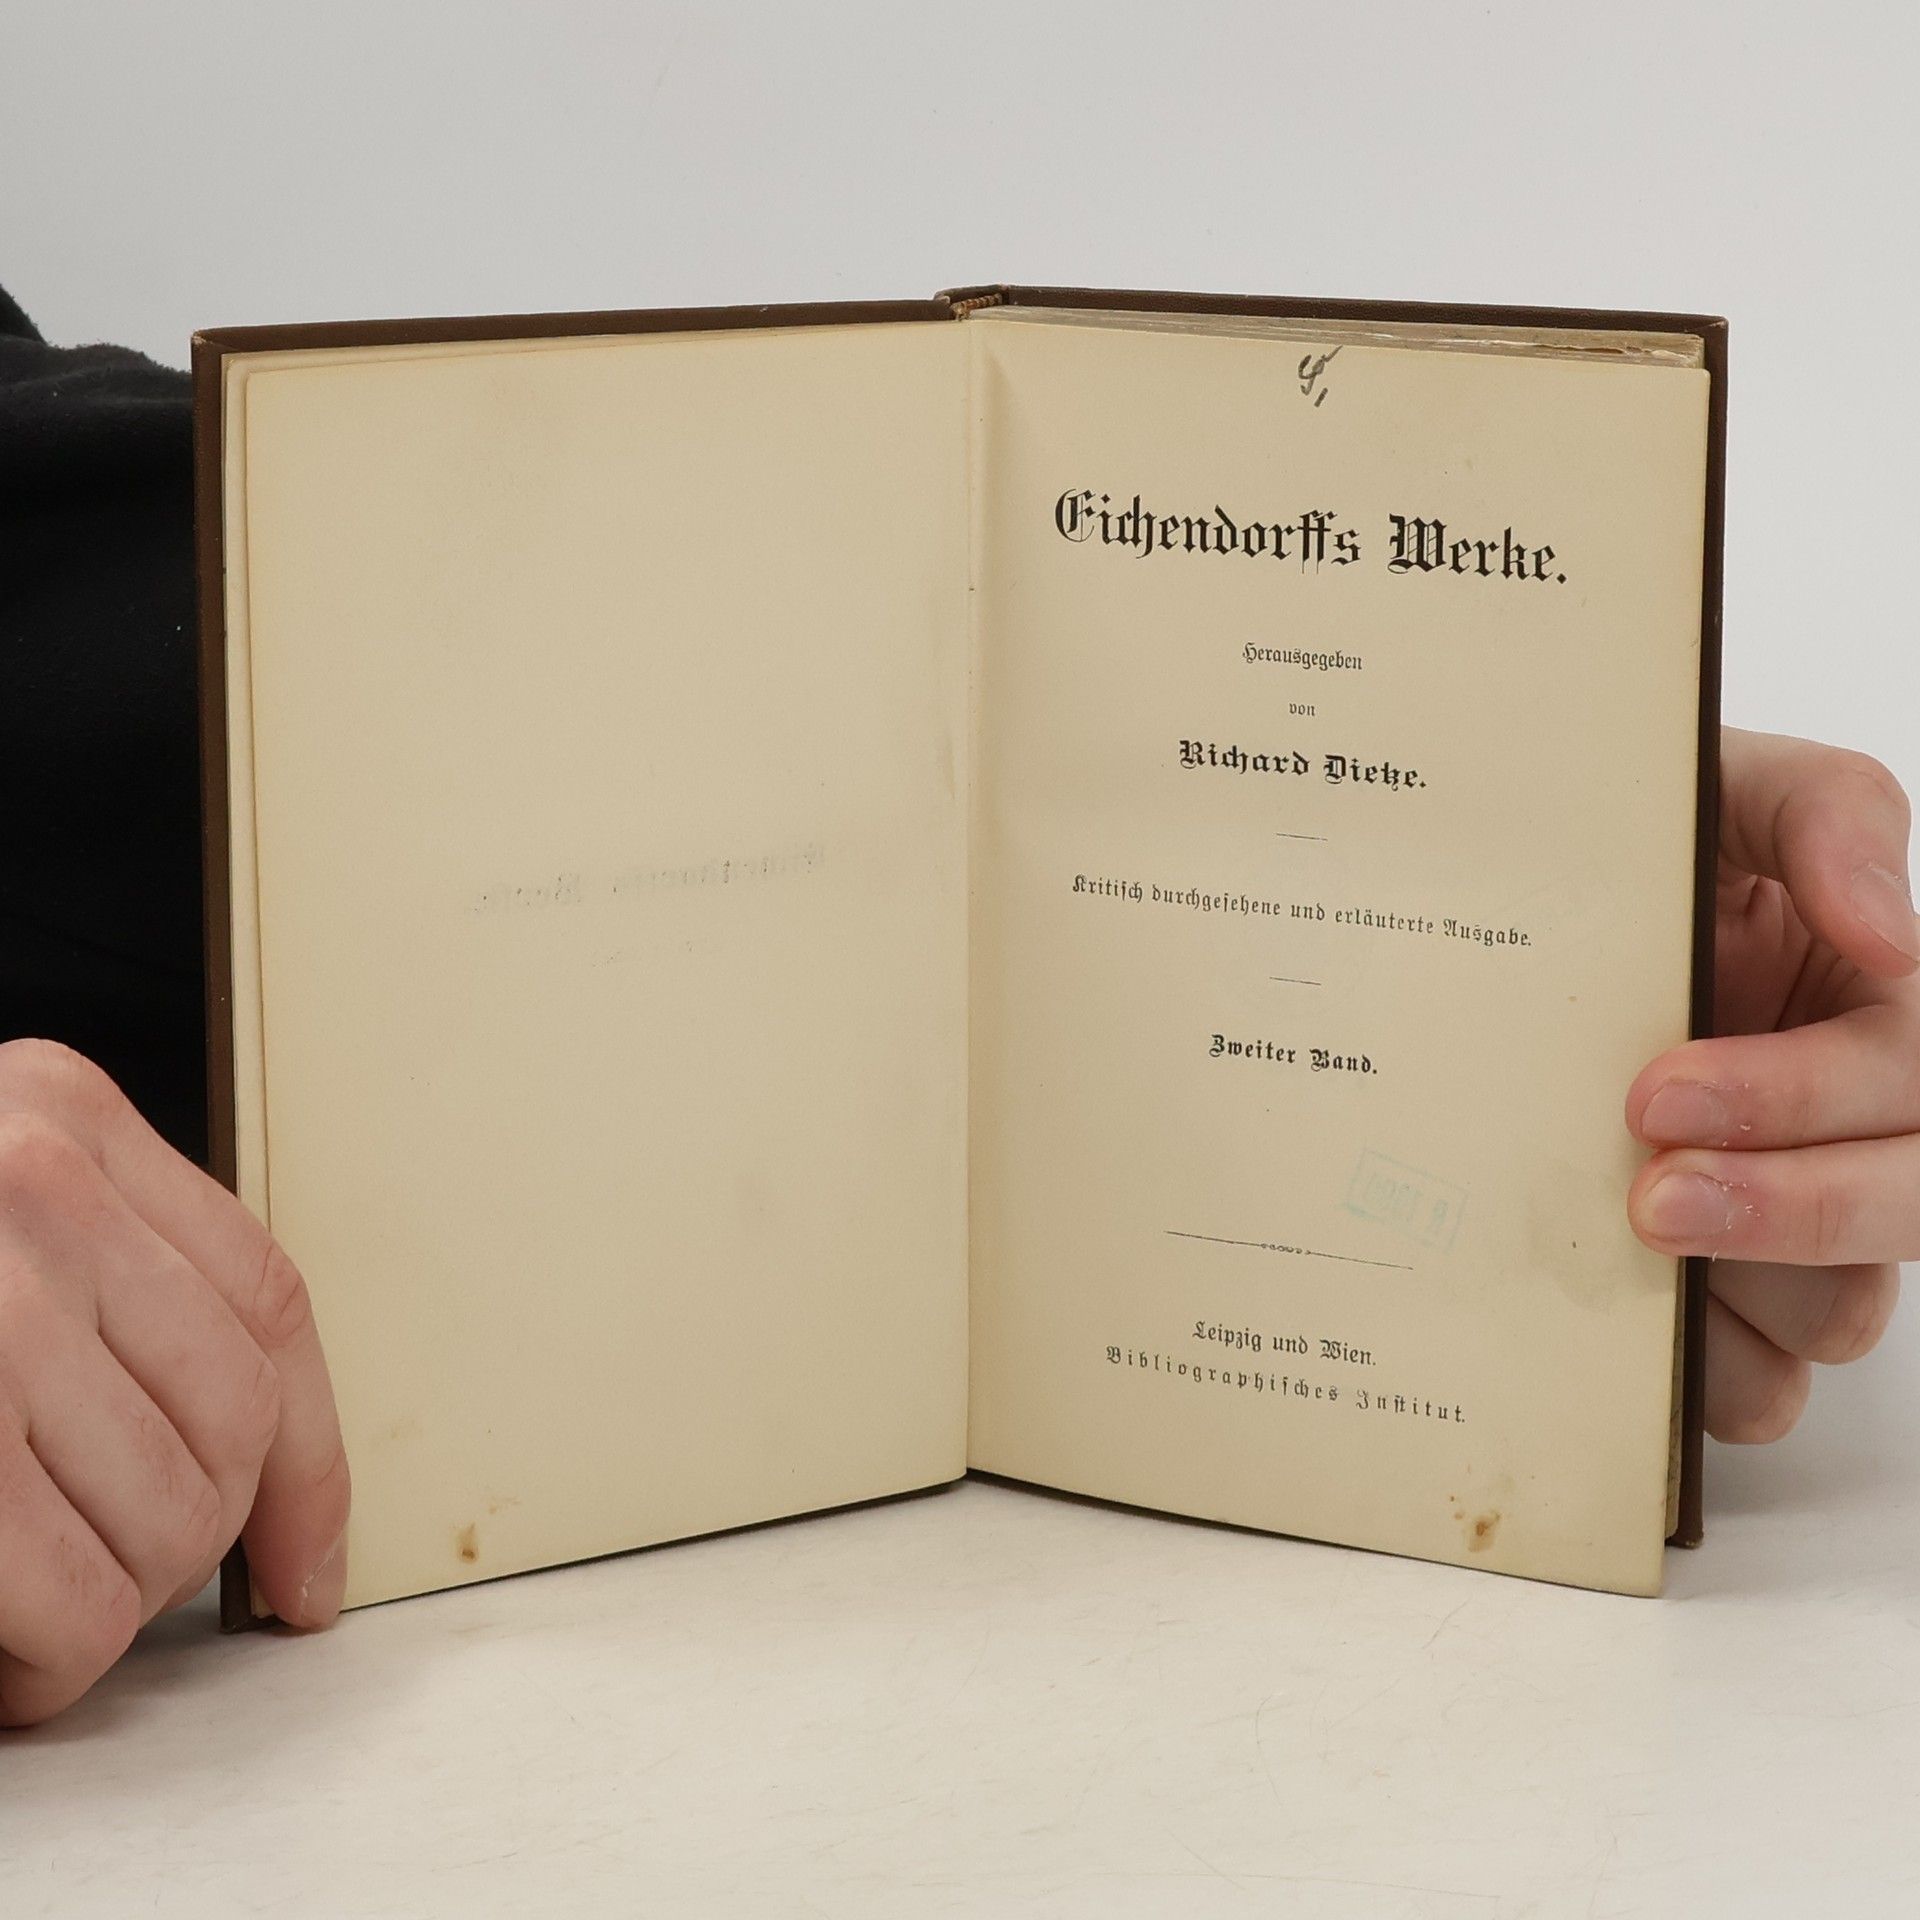 Eichendorffs Werke.
Herausgegeben
von
Richard Dietze.
Kritisch durchgesehene und erläuterte Ausgabe.
Zweiter Band.
Leipzig und Wien.
Bibliographisches Institut.